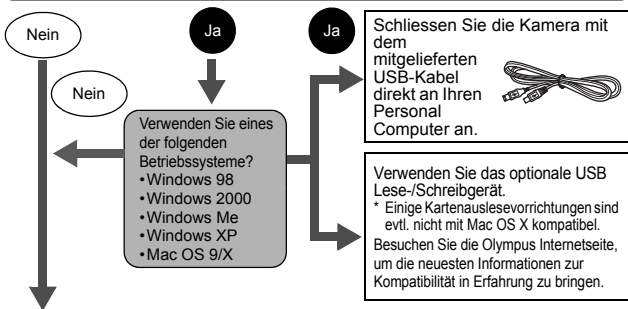 Nein
Ja
Ja
Nein
Verwenden Sie eines
der folgenden
Betriebssysteme?
•Windows 98
•Windows 2000
•Windows Me
•Windows XP
•Mac OS 9/X
Schliessen Sie die Kamera mit
dem
mitgelieferten
USB-Kabel
direkt an Ihren
Personal
Computer an.
Verwenden Sie das optionale USB
Lese-/Schreibgerät.
* Einige Kartenauslesevorrichtungen sind
evtl. nicht mit Mac OS X kompatibel.
Besuchen Sie die Olympus Internetseite,
um die neuesten Informationen zur
Kompatibilität in Erfahrung zu bringen.